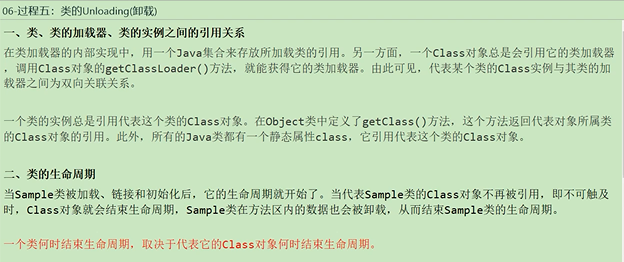 06-过程五：类的Unloading(卸载)
一、类、类的加载器、类的实例之间的引用关系
在类加载器的内部实现中，用一个Java集合来存放所加载类的引用。另一方面，一个Class对象总是会引用它的类加载器
，调用Class对象的getClassLoader()方法，就能获得它的类加载器。由此可见，代表某个类的Class实例与其类的加
载器之间为双向关联关系。
一个类的实例总是引用代表这个类的Class对象。在Object类中定义了getClass()方法，这个方法返回代表对象所属类
的Class对象的引用。此外，所有的Java类都有一个静态属性class，它引用代表这个类的Class对象。
二、类的生命周期
当Sample类被加载、链接和初始化后，它的生命周期就开始了。当代表Sample类的Class对象不再被引用，即不可触及
时，Class对象就会结束生命周期，Sample类在方法区内的数据也会被卸载，从而结束Sample类的生命周期。
一个类何时结束生命周期，取决于代表它的Class对象何时结束生命周期。